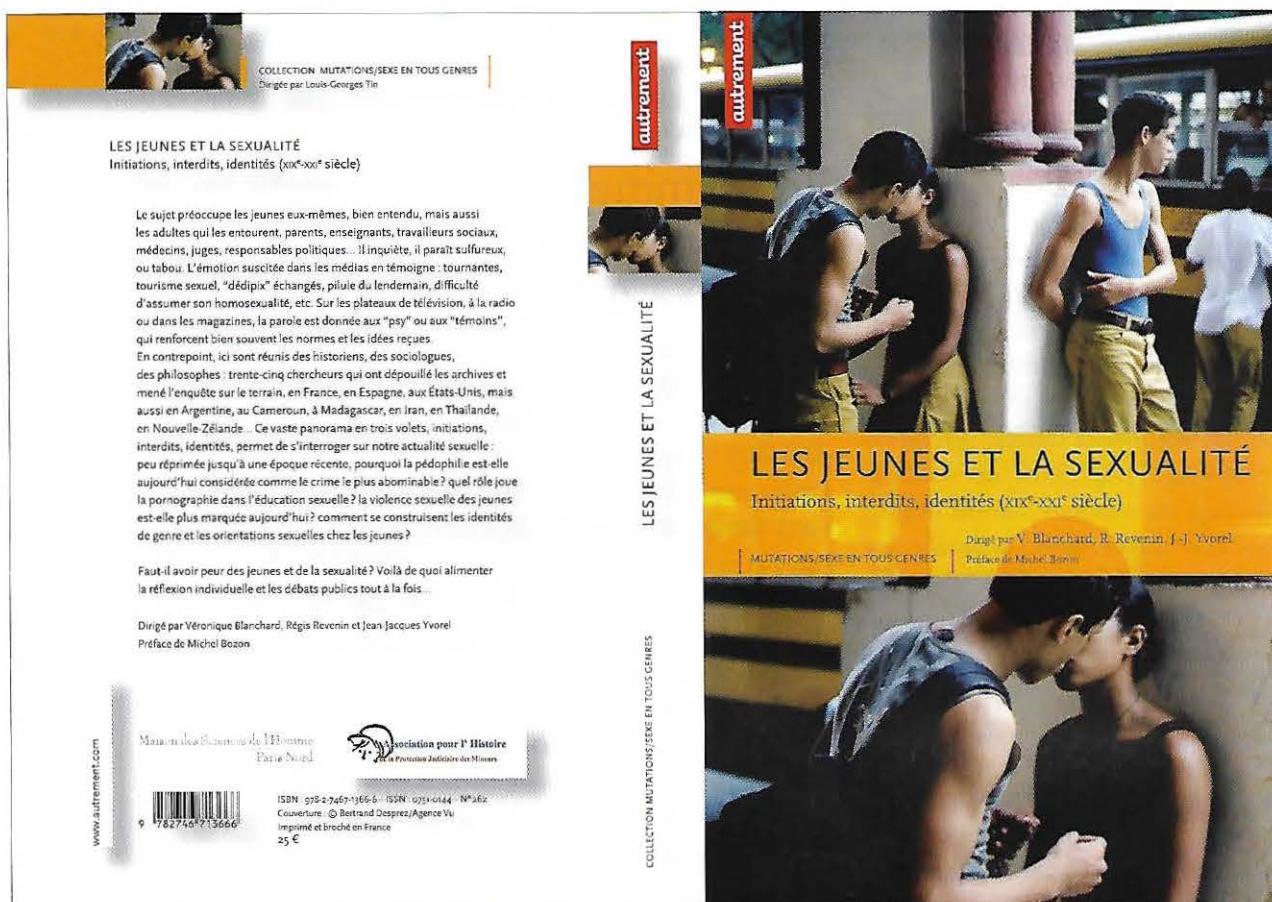 COLLECTION MUTATIONS/SEXE EN TOUS GENRES
Dirigée par Louis-Georges Tin
LES JEUNES ET LA SEXUALITÉ
Initiations, interdits, identités (XIXe-XXIe siècle)
Le sujet préoccupe les jeunes eux-mêmes, bien entendu, mais aussi
les adultes qui les entourent, parents, enseignants, travailleurs sociaux,
médecins, juges, responsables politiques... Il inquiète, il paraît sulfureux,
ou tabou. L'émotion suscitée dans les médias en témoigne : tournantes,
tourisme sexuel, "dédipix" échangés, pilule du lendemain, difficulté
d'assumer son homosexualité, etc. Sur les plateaux de télévision, à la radio
ou dans les magazines, la parole est donnée aux "psy" ou aux "témoins",
qui renforcent bien souvent les normes et les idées reçues.
En contrepoint, ici sont réunis des historiens, des sociologues,
des philosophes : trente-cinq chercheurs qui ont dépouillé les archives et
mené l'enquête sur le terrain, en France, en Espagne, aux États-Unis, mais
aussi en Argentine, au Cameroun, à Madagascar, en Iran, en Thaïlande,
en Nouvelle-Zélande... Ce vaste panorama en trois volets, initiations,
interdits, identités, permet de s'interroger sur notre actualité sexuelle :
peu réprimée jusqu'à une époque récente, pourquoi la pédophilie est-elle
aujourd'hui considérée comme le crime le plus abominable ? quel rôle joue
la pornographie dans l'éducation sexuelle ? la violence sexuelle des jeunes
est-elle plus marquée aujourd'hui ? comment se construisent les identités
de genre et les orientations sexuelles chez les jeunes ?
Faut-il avoir peur des jeunes et de la sexualité ? Voilà de quoi alimenter
la réflexion individuelle et les débats publics tout à la fois...
Dirigé par Véronique Blanchard, Régis Revenin et Jean-Jacques Yvorel
Préface de Michel Bozon
www.autrement.com
Maison des Sciences de l'Homme
Paris Nord
Association pour l'Histoire
de la Protection Judiciaire des Mineurs
9 782746 713666
ISBN : 978-2-7467-1366-6 – ISSN : 0751-0144 – N° 262
Couverture : © Bertrand Desprez/Agence Vu
Imprimé et broché en France
25 €
autrement
LES JEUNES ET LA SEXUALITÉ
COLLECTION MUTATIONS/SEXE EN TOUS GENRES
autrement
LES JEUNES ET LA SEXUALITÉ
Initiations, interdits, identités (XIXe-XXIe siècle)
Dirigé par V. Blanchard, R. Revenin, J.-J. Yvorel
MUTATIONS/SEXE EN TOUS GENRES
Préface de Michel Bozon